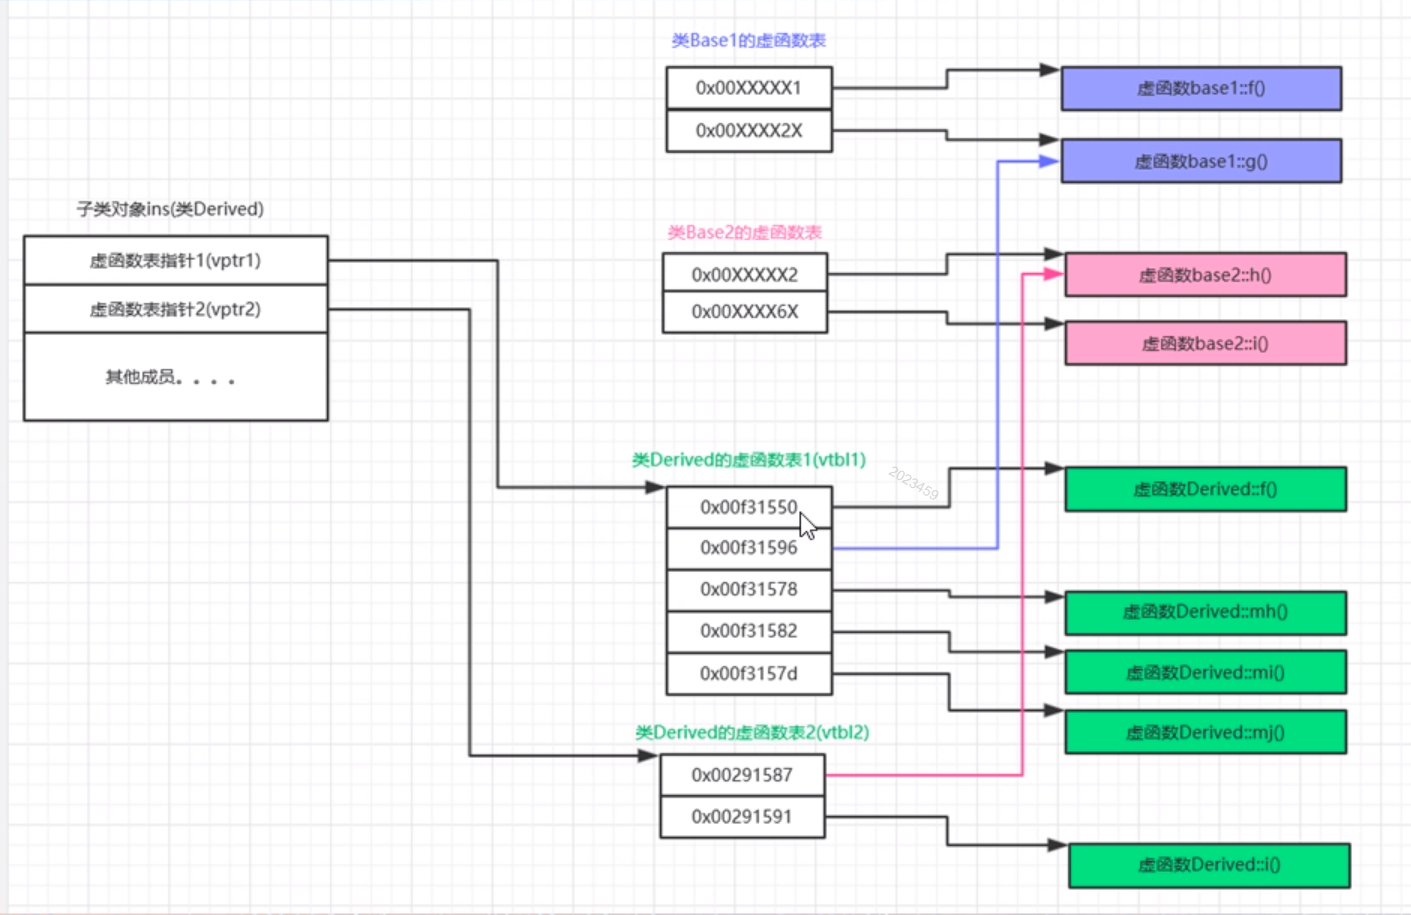 类Base1的虚函数表
0x00XXXXX1
虚函数base1::f()
0x00XXXX2X
虚函数base1::g()
子类对象ins(类Derived)
虚函数表指针1(vptr1)
虚函数表指针2(vptr2)
其他成员。。。。
类Base2的虚函数表
0x00XXXXX2
虚函数base2::h()
0x00XXXX6X
虚函数base2::i()
类Derived的虚函数表1(vtbl1)
2023459
0x00f31550
虚函数Derived::f()
0x00f31596
0x00f31578
虚函数Derived::mh()
0x00f31582
虚函数Derived::mi()
0x00f3157d
虚函数Derived::mj()
类Derived的虚函数表2(vtbl2)
0x00291587
0x00291591
虚函数Derived::i()